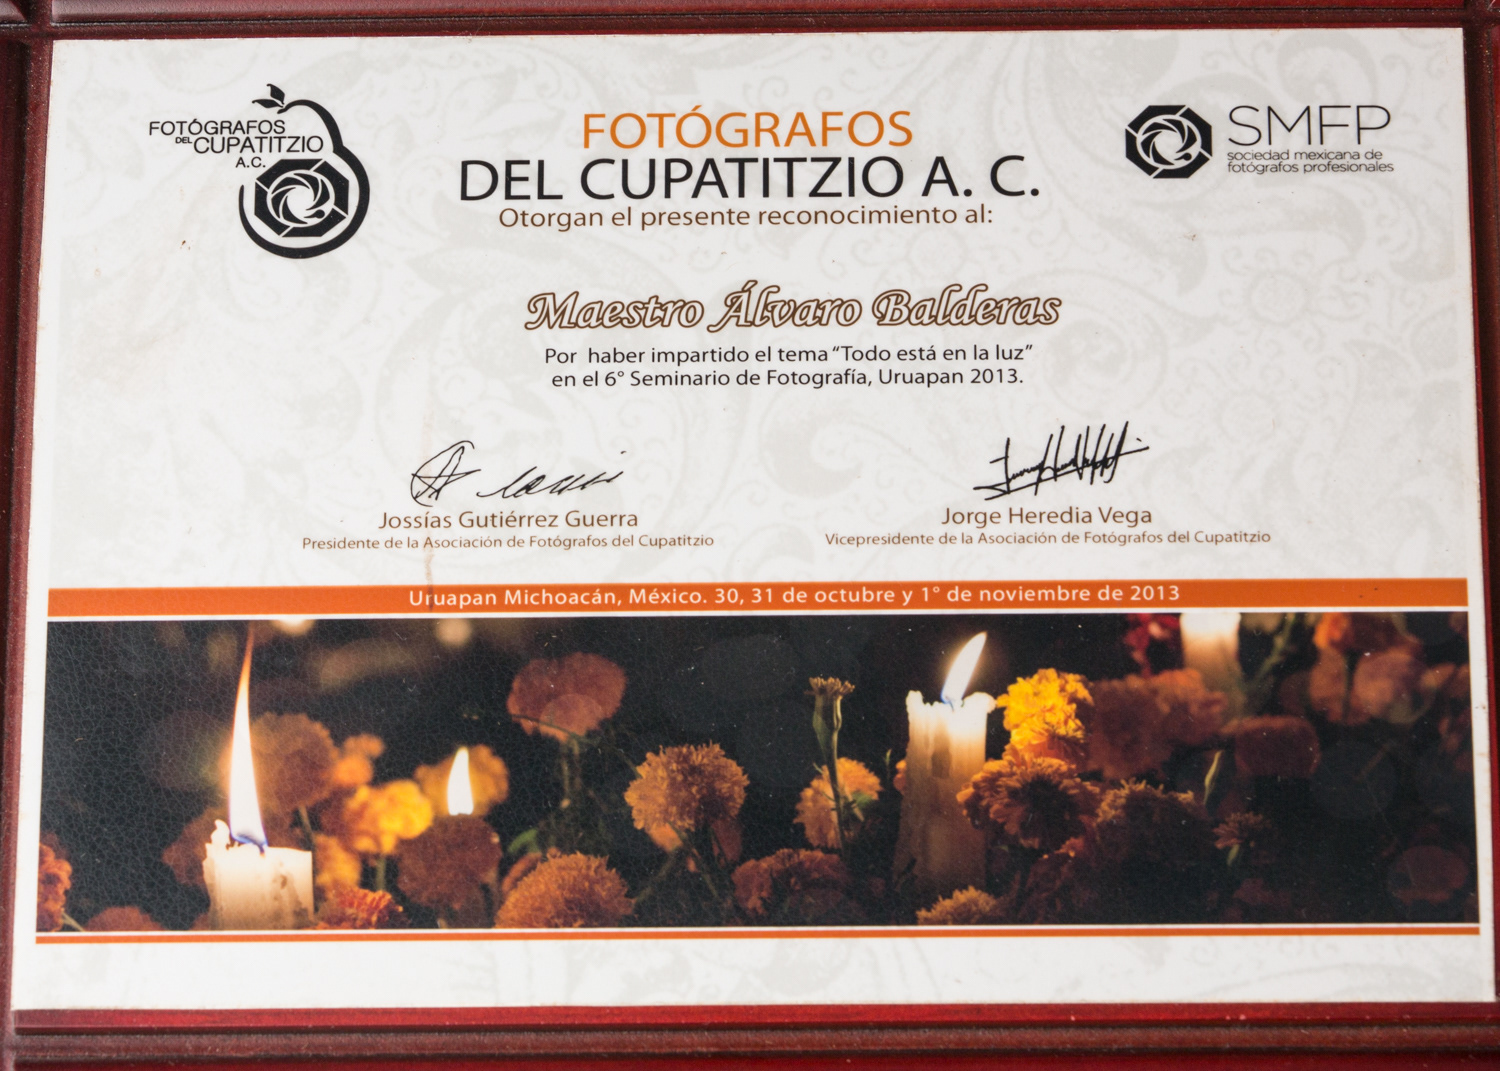 FOTÓGRAFOS
DEL CUPATITZIO
A.C.
FOTÓGRAFOS
DEL CUPATITZIO A. C.
Otorgan el presente reconocimiento al:
SMFP
sociedad mexicana de
fotógrafos profesionales
Maestro Álvaro Balderas
Por haber impartido el tema “Todo está en la luz”
en el 6° Seminario de Fotografía, Uruapan 2013.
Jossías Gutiérrez Guerra
Presidente de la Asociación de Fotógrafos del Cupatitzio
Jorge Heredia Vega
Vicepresidente de la Asociación de Fotógrafos del Cupatitzio
Uruapan Michoacán, México. 30, 31 de octubre y 1° de noviembre de 2013